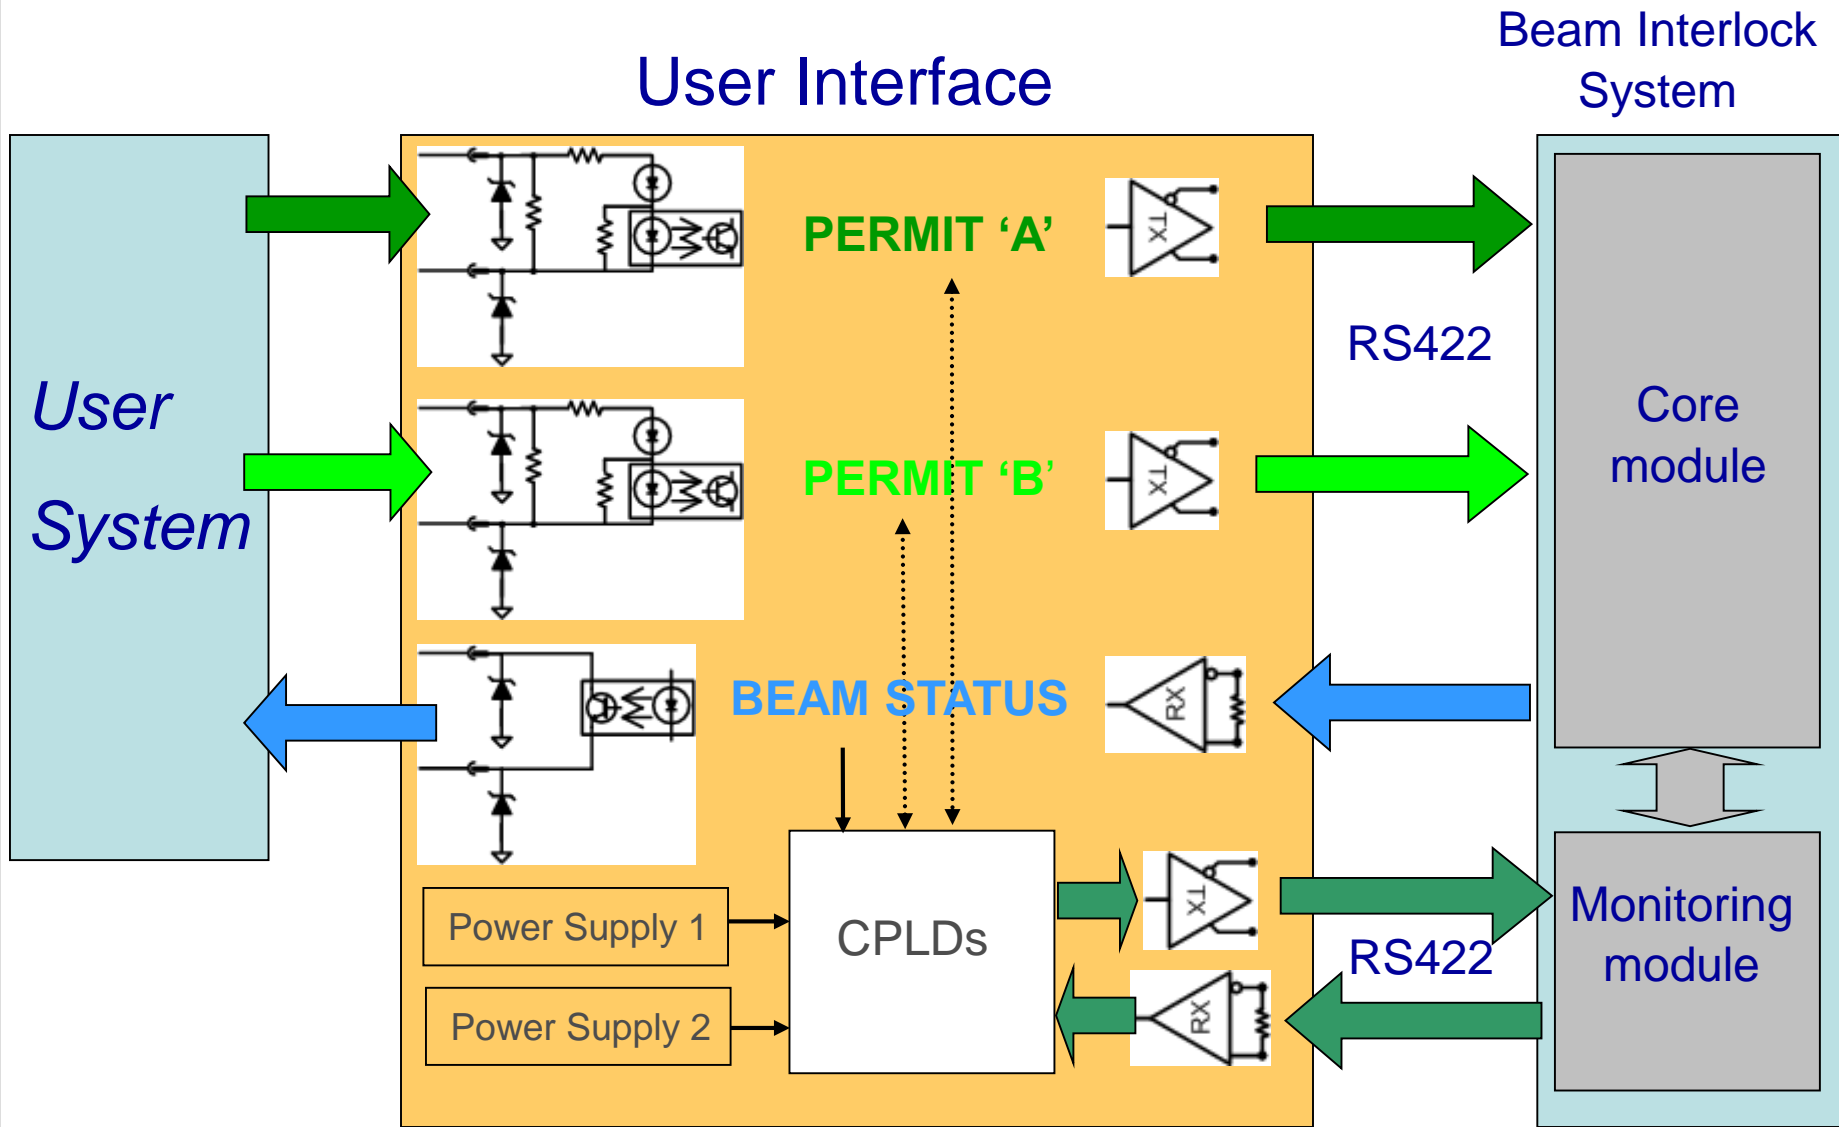 Beam Interlock
System
User Interface
User
System
PERMIT ‘A’
TX
RS422
Core
module
PERMIT ‘B’
TX
BEAM STATUS
RX
Power Supply 1
CPLDs
TX
Monitoring
module
RS422
Power Supply 2
RX